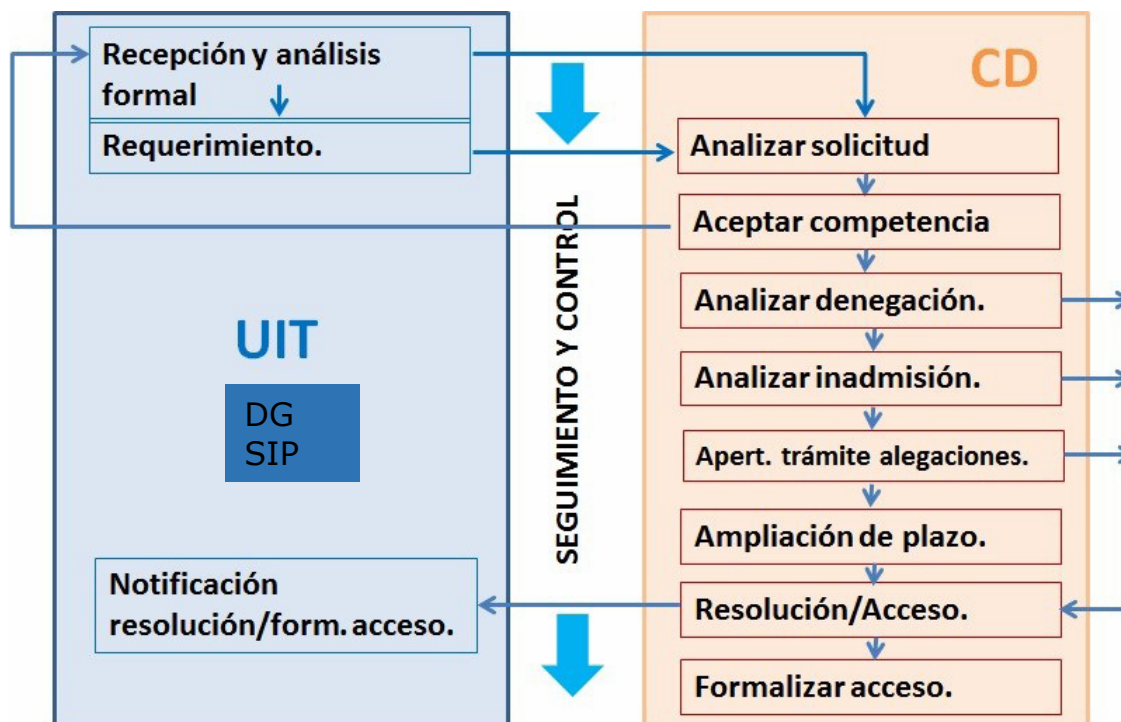 Recepción y análisis
formal
Requerimiento.
UIT
DG
SIP
Notificación
resolución/form. acceso.
SEGUIMIENTO Y CONTROL
CD
Analizar solicitud
Aceptar competencia
Analizar denegación.
Analizar inadmisión.
Apert. trámite alegaciones.
Ampliación de plazo.
Resolución/Acceso.
Formalizar acceso.